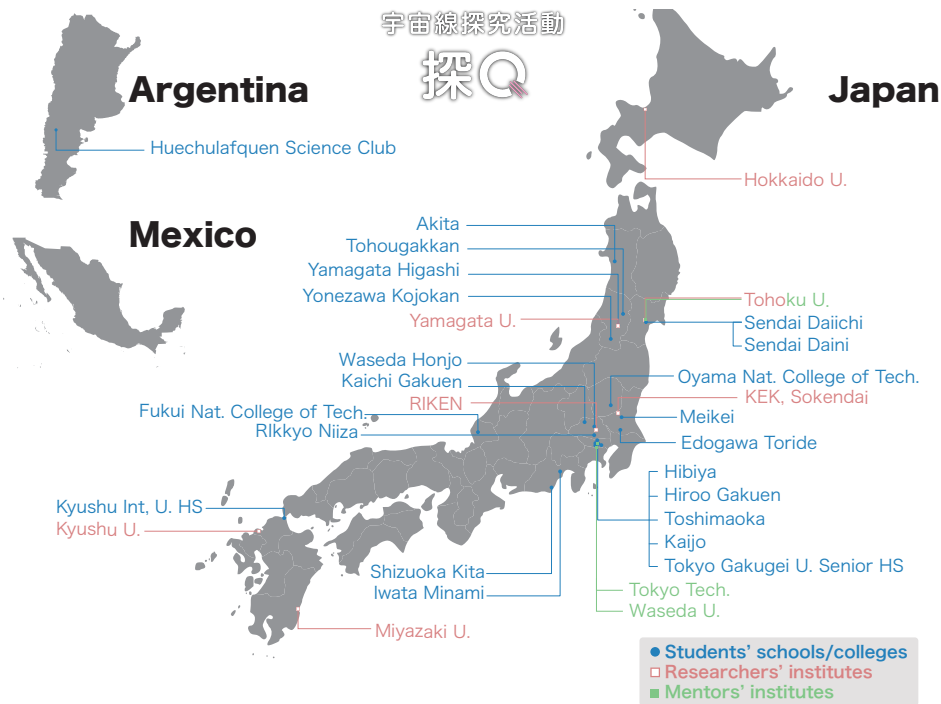 宇宙線探究活動
探Q
Argentina
Japan
Huechulafquen Science Club
Hokkaido U.
Mexico
Akita
Tohougakkan
Yamagata Higashi
Yonezawa Kojokan
Yamagata U.
Tohoku U.
Sendai Daiichi
Sendai Daini
Waseda Honjo
Kaichi Gakuen
RIKEN
Fukui Nat. College of Tech.
RIkkyo Niiza
Oyama Nat. College of Tech.
KEK, Sokendai
Meikei
Edogawa Toride
Hibiya
Hiroo Gakuen
Toshimaoka
Kaijo
Tokyo Gakugei U. Senior HS
Kyushu Int, U. HS
Kyushu U.
Shizuoka Kita
Iwata Minami
Tokyo Tech.
Waseda U.
Miyazaki U.
Students’ schools/colleges
Researchers’ institutes
Mentors’ institutes